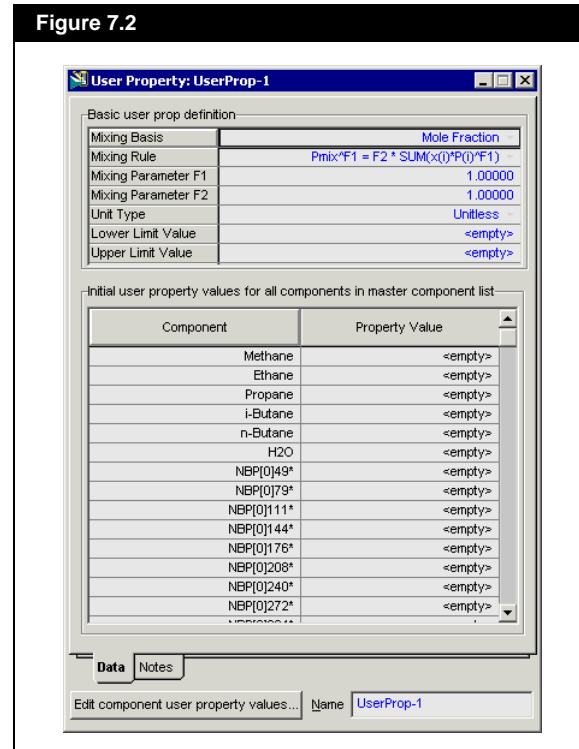 Figure 7.2
User Property: UserProp-1
Basic user prop definition
Mixing Basis Mole Fraction
Mixing Rule Pmix^F1 = F2 * SUM(x(i)*P(i)^F1)
Mixing Parameter F1 1.00000
Mixing Parameter F2 1.00000
Unit Type Unitless
Lower Limit Value <empty>
Upper Limit Value <empty>
Initial user property values for all components in master component list
Component Property Value
Methane <empty>
Ethane <empty>
Propane <empty>
i-Butane <empty>
n-Butane <empty>
H2O <empty>
NBP[0]49* <empty>
NBP[0]79* <empty>
NBP[0]111* <empty>
NBP[0]144* <empty>
NBP[0]176* <empty>
NBP[0]208* <empty>
NBP[0]240* <empty>
NBP[0]272* <empty>
Data Notes
Edit component user property values... Name UserProp-1